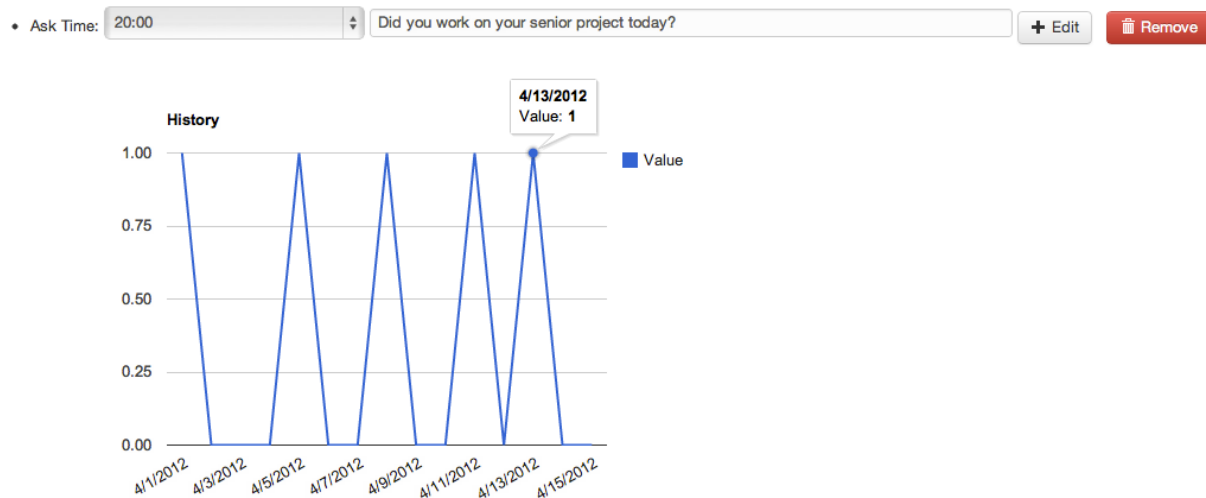 Ask Time: 20:00 Did you work on your senior project today? Edit Remove
4/13/2012
Value: 1
History
1.00
Value
0.75
0.50
0.25
0.00
4/1/2012 4/3/2012 4/5/2012 4/7/2012 4/9/2012 4/11/2012 4/13/2012 4/15/2012